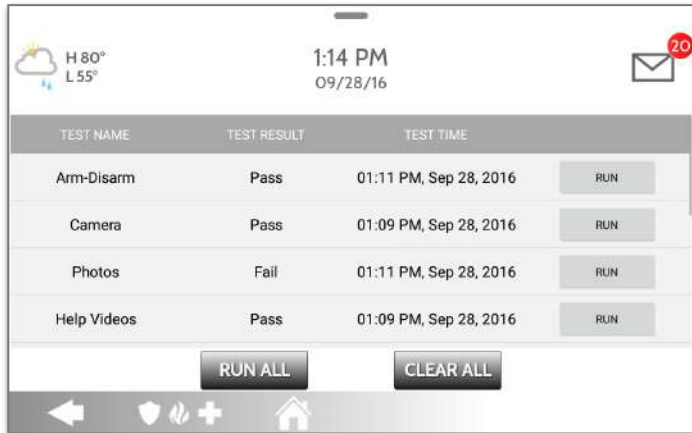 H 80°
L 55°
1:14 PM
09/28/16
20
TEST NAME TEST RESULT TEST TIME
Arm-Disarm Pass 01:11 PM, Sep 28, 2016 RUN
Camera Pass 01:09 PM, Sep 28, 2016 RUN
Photos Fail 01:11 PM, Sep 28, 2016 RUN
Help Videos Pass 01:09 PM, Sep 28, 2016 RUN
RUN ALL CLEAR ALL